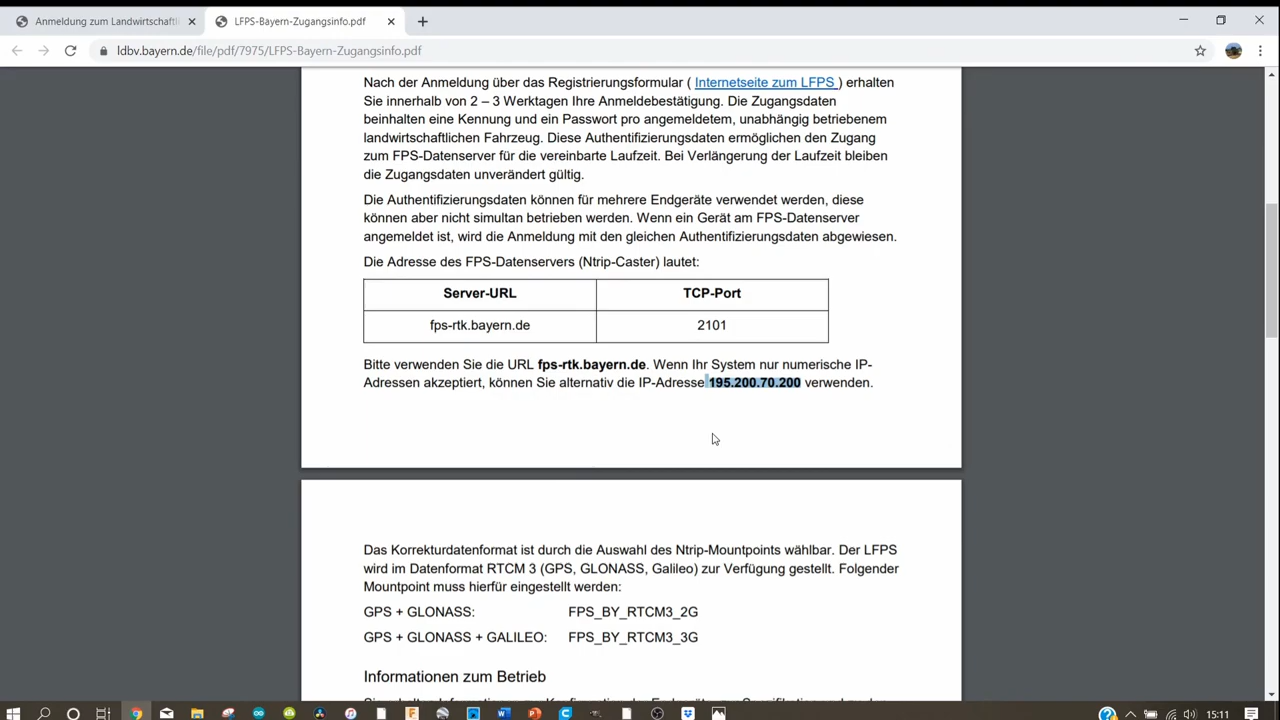 Anmeldung zum Landwirtschaftli
LFPS-Bayern-Zugangsinfo.pdf
ldbv.bayern.de/file/pdf/7975/LFPS-Bayern-Zugangsinfo.pdf
Nach der Anmeldung über das Registrierungsformular ( Internetseite zum LFPS ) erhalten
Sie innerhalb von 2 – 3 Werktagen Ihre Anmeldebestätigung. Die Zugangsdaten
beinhalten eine Kennung und ein Passwort pro angemeldetem, unabhängig betriebenem
landwirtschaftlichen Fahrzeug. Diese Authentifizierungsdaten ermöglichen den Zugang
zum FPS-Datenserver für die vereinbarte Laufzeit. Bei Verlängerung der Laufzeit bleiben
die Zugangsdaten unverändert gültig.
Die Authentifizierungsdaten können für mehrere Endgeräte verwendet werden, diese
können aber nicht simultan betrieben werden. Wenn ein Gerät am FPS-Datenserver
angemeldet ist, wird die Anmeldung mit den gleichen Authentifizierungsdaten abgewiesen.
Die Adresse des FPS-Datenservers (Ntrip-Caster) lautet:
Server-URL TCP-Port
fps-rtk.bayern.de 2101
Bitte verwenden Sie die URL fps-rtk.bayern.de. Wenn Ihr System nur numerische IP-
Adressen akzeptiert, können Sie alternativ die IP-Adresse 195.200.70.200 verwenden.
Das Korrekturdatenformat ist durch die Auswahl des Ntrip-Mountpoints wählbar. Der LFPS
wird im Datenformat RTCM 3 (GPS, GLONASS, Galileo) zur Verfügung gestellt. Folgender
Mountpoint muss hierfür eingestellt werden:
GPS + GLONASS: FPS_BY_RTCM3_2G
GPS + GLONASS + GALILEO: FPS_BY_RTCM3_3G
Informationen zum Betrieb
15:11